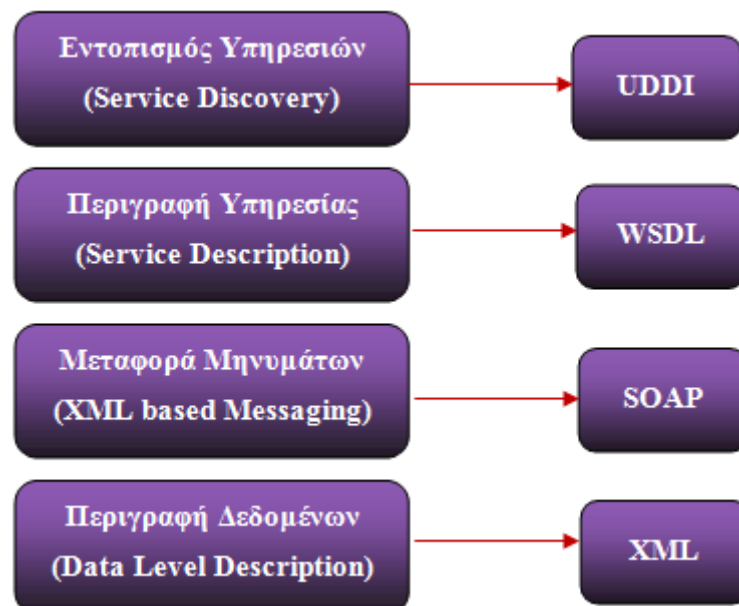 Εντοπισμός Υπηρεσιών
(Service Discovery)
UDDI
Περιγραφή Υπηρεσίας
(Service Description)
WSDL
Μεταφορά Μηνυμάτων
(XML based Messaging)
SOAP
Περιγραφή Δεδομένων
(Data Level Description)
XML